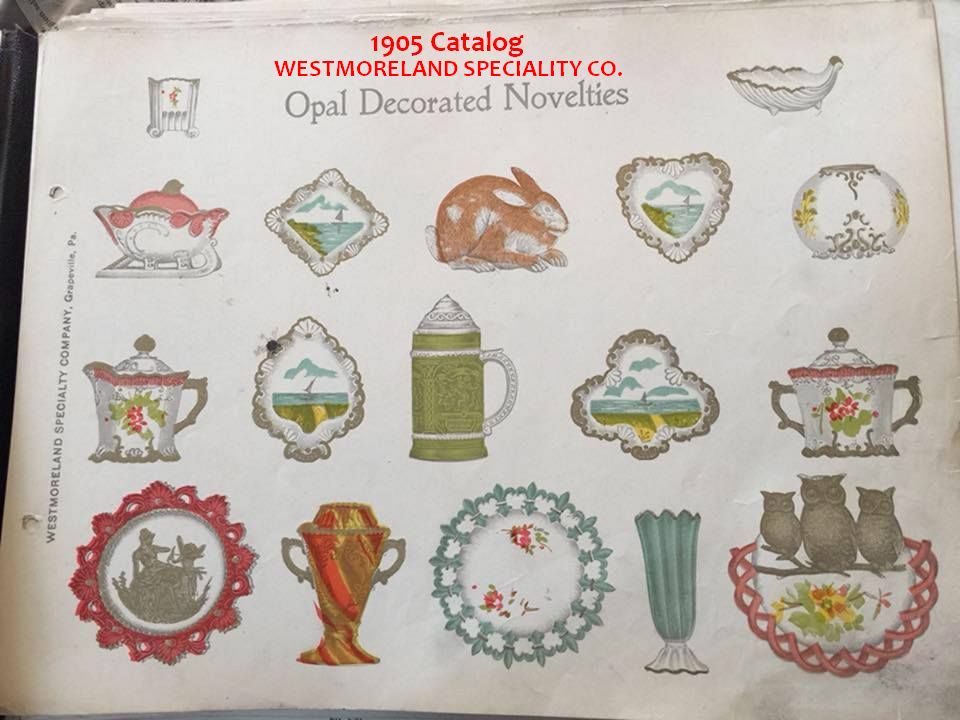 1905 Catalog
WESTMORELAND SPECIALITY CO.
Opal Decorated Novelties
WESTMORELAND SPECIALTY COMPANY, Grapeville, Pa.